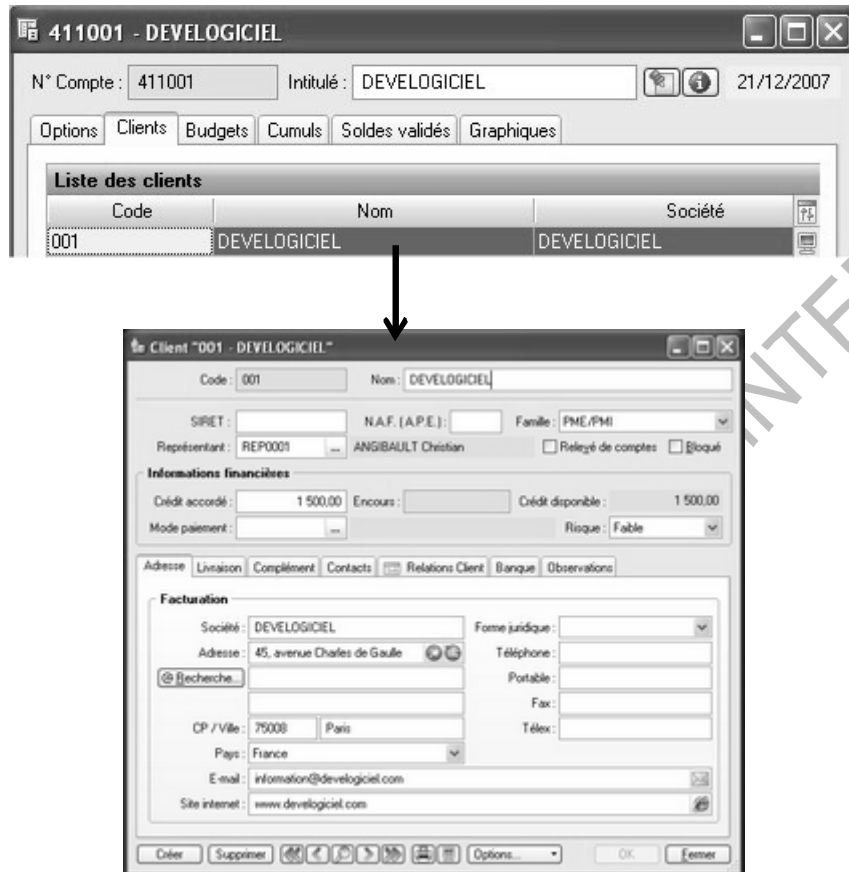 411001 - DEVELOGICIEL
N° Compte : 411001 Intitulé : DEVELOGICIEL 21/12/2007
Options Clients Budgets Cumuls Soldes validés Graphiques
Liste des clients
Code Nom Société
001 DEVELOGICIEL DEVELOGICIEL
Client "001 - DEVELOGICIEL"
Code : 001 Nom : DEVELOGICIEL
SIRET : N.A.F. (A.P.E.) : Famille : PME/PMI
Représentant : REP0001 ... ANGIBAULT Christian Relevé de comptes Bloqué
Informations financières
Crédit accordé : 1 500,00 Encours : Crédit disponible : 1 500,00
Mode paiement : ... Risque : Faible
Adresse Livraison Complément Contacts Relations Client Banque Observations
Facturation
Société : DEVELOGICIEL Forme juridique :
Adresse : 45, avenue Charles de Gaulle Téléphone :
@ Recherche... Portable :
Fax :
CP / Ville : 75008 Paris Télex :
Pays : France
E-mail : information@develogiciel.com
Site internet : www.develogiciel.com
Créer Supprimer Options... OK Fermer